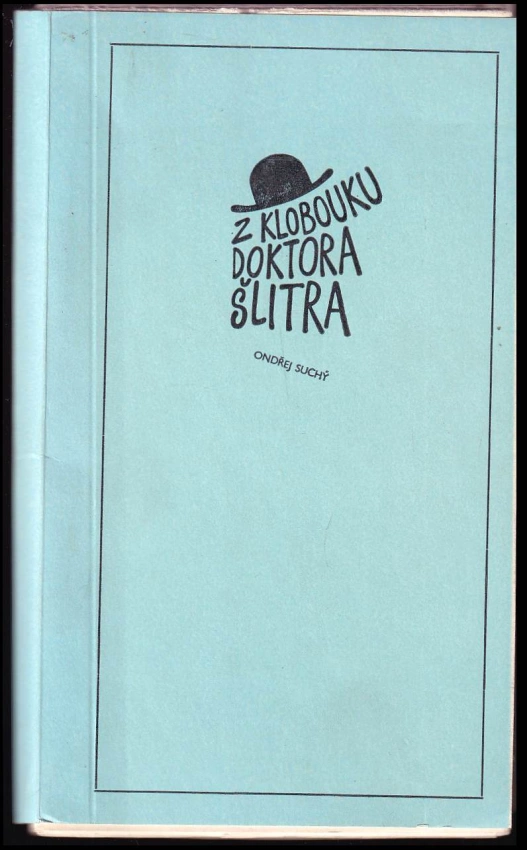 Z KLOBOUKU
DOKTORA
ŠLITRA
ONDŘEJ SUCHÝ